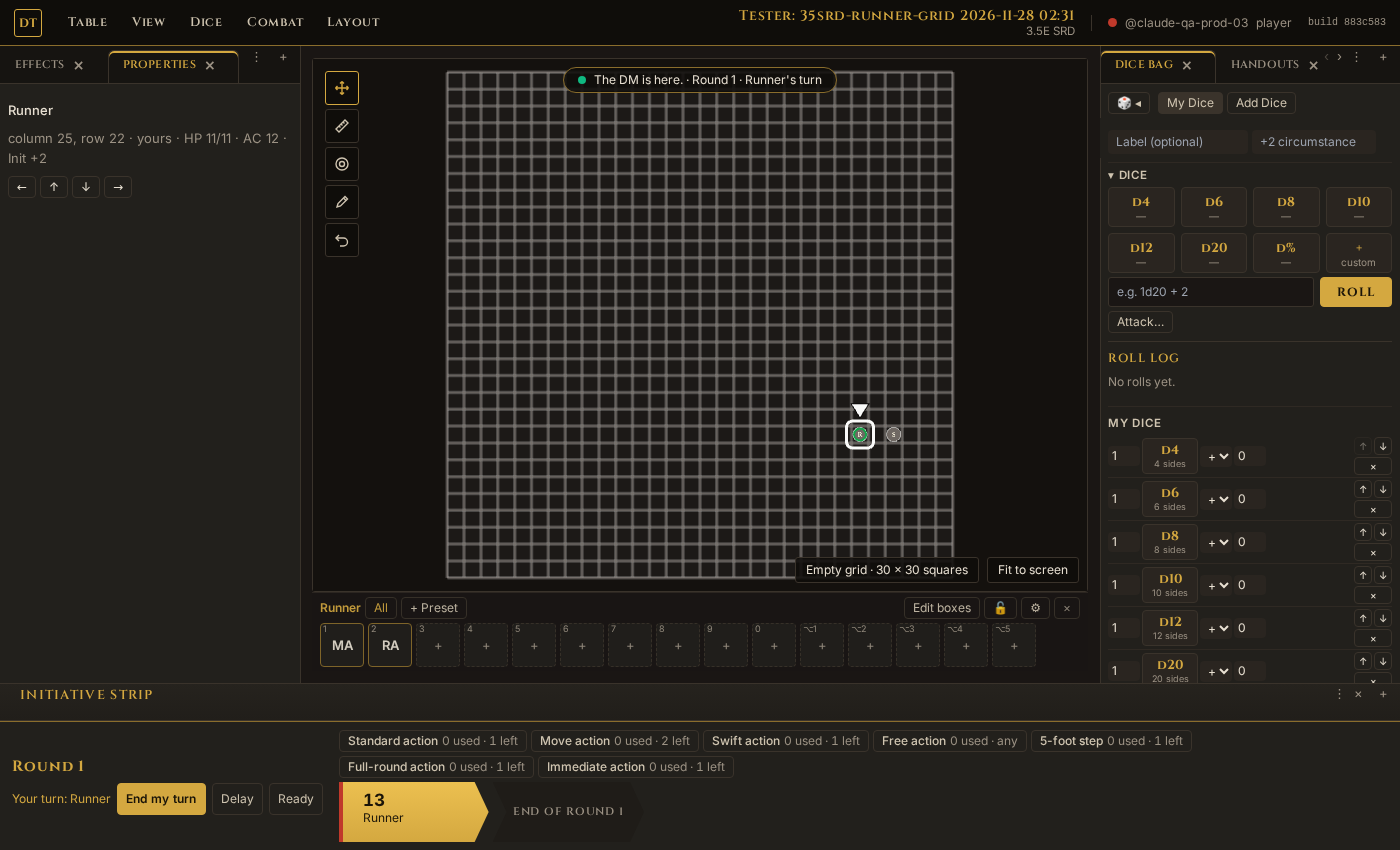 DT Table View Dice Combat Layout
Tester: 35srd-runner-grid 2026-11-28 02:31
3.5E SRD
@claude-qa-prod-03 player build 883c583
Effects × Properties × ⋮ +
Runner
column 25, row 22 · yours · HP 11/11 · AC 12 ·
Init +2
← ↑ ↓ →
The DM is here. · Round 1 · Runner's turn
R S
Empty grid · 30 × 30 squares Fit to screen
Runner All + Preset Edit boxes 🔓 ⚙ ×
1 2 3 4 5 6 7 8 9 0 ⌥1 ⌥2 ⌥3 ⌥4 ⌥5
MA RA + + + + + + + + + + + + +
Dice Bag × Handouts × ‹ › ⋮ +
🎲 ◂ My Dice Add Dice
Label (optional) +2 circumstance
▾ DICE
D4 D6 D8 D10
— — — —
D12 D20 D% +
— — — custom
e.g. 1d20 + 2 ROLL
Attack…
ROLL LOG
No rolls yet.
MY DICE
1 D4 + 0 ↑ ↓
4 sides ×
1 D6 + 0 ↑ ↓
6 sides ×
1 D8 + 0 ↑ ↓
8 sides ×
1 D10 + 0 ↑ ↓
10 sides ×
1 D12 + 0 ↑ ↓
12 sides ×
1 D20 + 0 ↑ ↓
20 sides ×
Initiative Strip ⋮ × +
Round 1
Your turn: Runner End my turn Delay Ready
Standard action 0 used · 1 left Move action 0 used · 2 left Swift action 0 used · 1 left Free action 0 used · any 5-foot step 0 used · 1 left
Full-round action 0 used · 1 left Immediate action 0 used · 1 left
13
Runner
End of Round 1